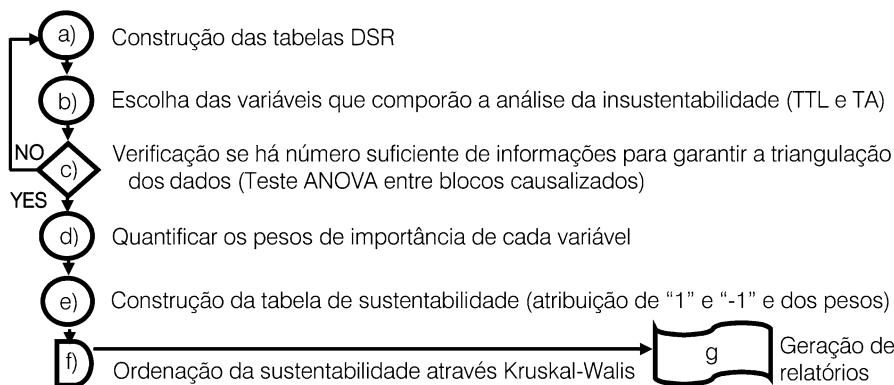 a) Construção das tabelas DSR
b) Escolha das variáveis que comporão a análise da insustentabilidade (TTL e TA)
NO
c) Verificação se há número suficiente de informações para garantir a triangulação
dos dados (Teste ANOVA entre blocos causalizados)
YES
d) Quantificar os pesos de importância de cada variável
e) Construção da tabela de sustentabilidade (atribuição de “1” e “-1” e dos pesos)
f) Ordenação da sustentabilidade através Kruskal-Walis
g Geração de
relatórios